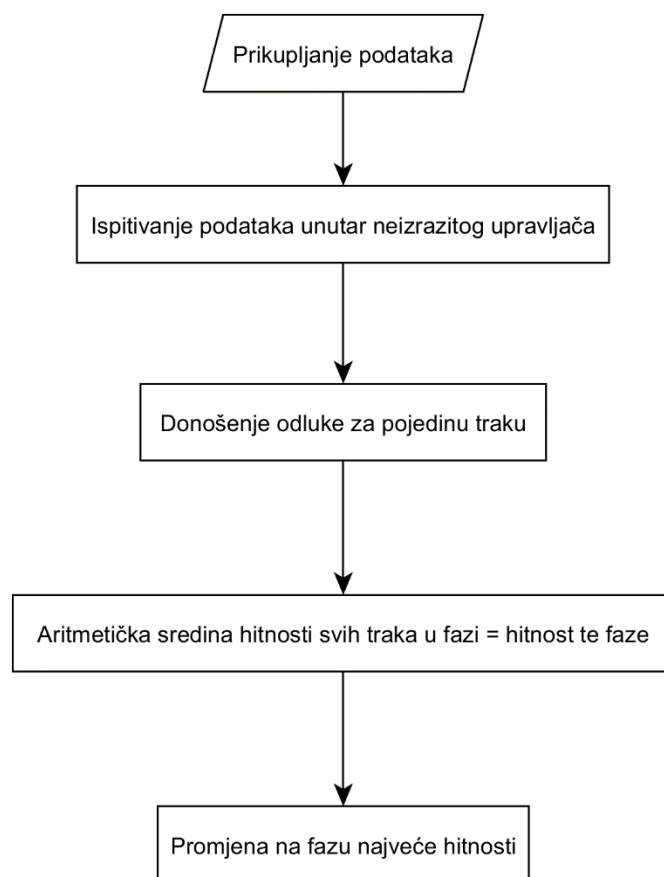 Prikupljanje podataka
Ispitivanje podataka unutar neizrazitog upravljača
Donošenje odluke za pojedinu traku
Aritmetička sredina hitnosti svih traka u fazi = hitnost te faze
Promjena na fazu najveće hitnosti